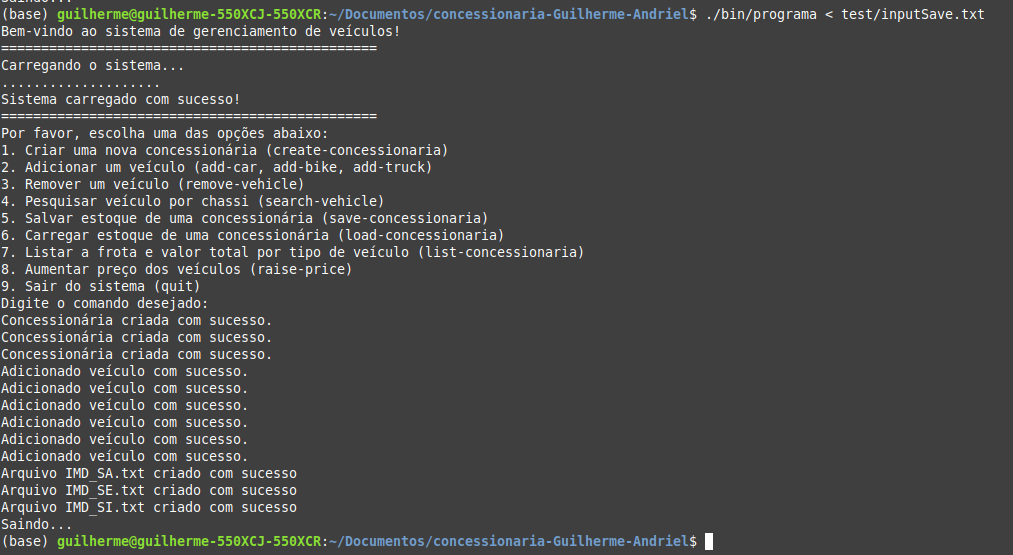 Saindo...
(base) guilherme@guilherme-550XCJ-550XCR:~/Documentos/concessionaria-Guilherme-Andriel$ ./bin/programa < test/inputSave.txt
Bem-vindo ao sistema de gerenciamento de veículos!
===============================================
Carregando o sistema...
....................
Sistema carregado com sucesso!
===============================================
Por favor, escolha uma das opções abaixo:
1. Criar uma nova concessionária (create-concessionaria)
2. Adicionar um veículo (add-car, add-bike, add-truck)
3. Remover um veículo (remove-vehicle)
4. Pesquisar veículo por chassi (search-vehicle)
5. Salvar estoque de uma concessionária (save-concessionaria)
6. Carregar estoque de uma concessionária (load-concessionaria)
7. Listar a frota e valor total por tipo de veículo (list-concessionaria)
8. Aumentar preço dos veículos (raise-price)
9. Sair do sistema (quit)
Digite o comando desejado:
Concessionária criada com sucesso.
Concessionária criada com sucesso.
Concessionária criada com sucesso.
Adicionado veículo com sucesso.
Adicionado veículo com sucesso.
Adicionado veículo com sucesso.
Adicionado veículo com sucesso.
Adicionado veículo com sucesso.
Adicionado veículo com sucesso.
Arquivo IMD_SA.txt criado com sucesso
Arquivo IMD_SE.txt criado com sucesso
Arquivo IMD_SI.txt criado com sucesso
Saindo...
(base) guilherme@guilherme-550XCJ-550XCR:~/Documentos/concessionaria-Guilherme-Andriel$